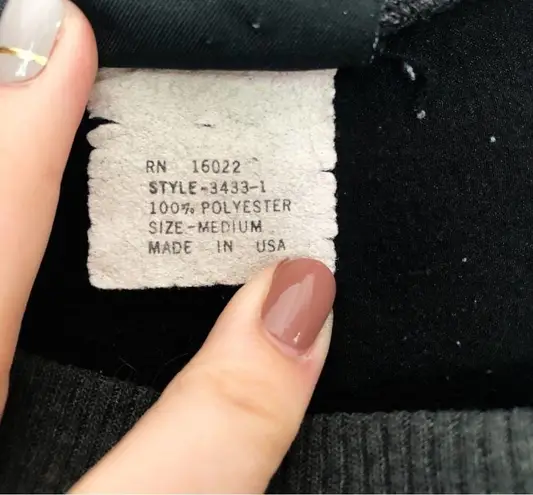 RN 16022
STYLE-3433-1
100% POLYESTER
SIZE-MEDIUM
MADE IN USA